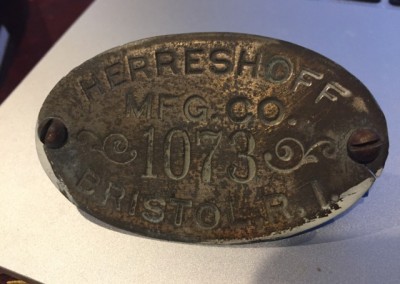 HERRESHOFF
MFG. CO.
1073
BRISTOL R.I.